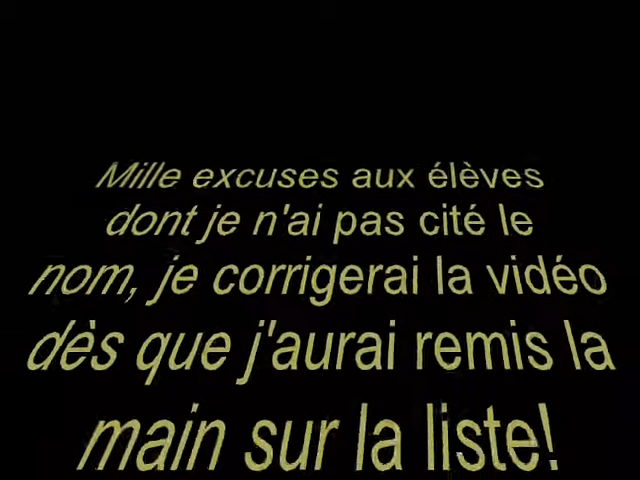 Mille excuses aux élèves
dont je n'ai pas cité le
nom, je corrigerai la vidéo
dès que j'aurai remis la
main sur la liste!